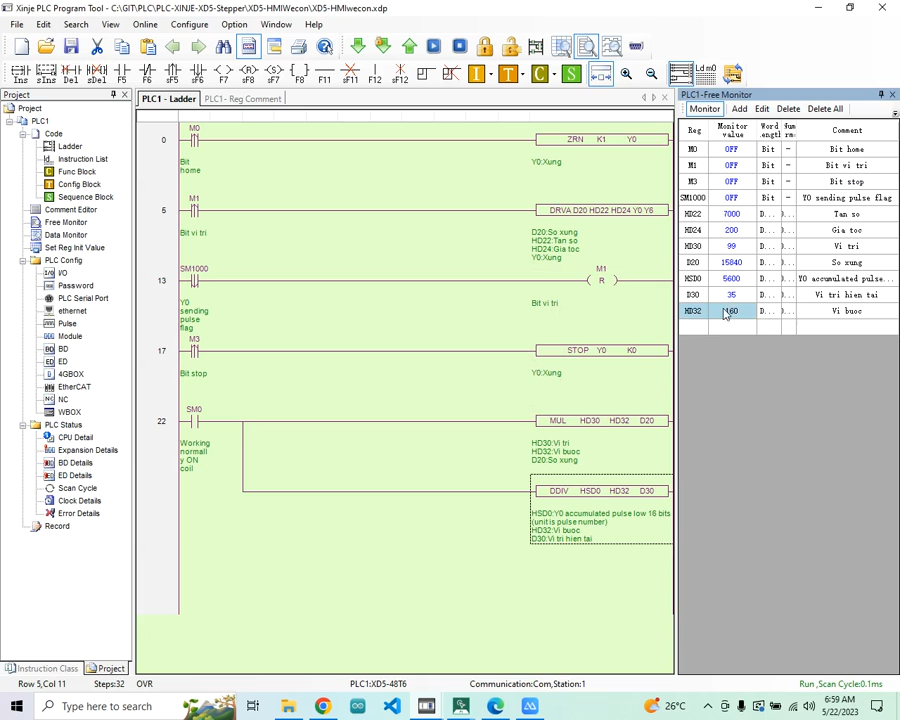 Xinje PLC Program Tool - C:\GIT\PLC\PLC-XINJE-XD5-Stepper\XD5-HMIWecon\XD5-HMIwecon.xdp
File Edit Search View Online Configure Option Window Help
Ins sIns Del sDel F5 F6 sF5 sF6 F7 sF7 sF8 F8 F11 sF11 F12 sF12 I T C S Ld m0
Project
PLC1 - Ladder
PLC1 - Reg Comment
PLC1-Free Monitor
Project
PLC1
Code
Ladder
Instruction List
Func Block
Config Block
Sequence Block
Comment Editor
Free Monitor
Data Monitor
Set Reg Init Value
PLC Config
I/O
Password
PLC Serial Port
ethernet
Pulse
Module
BD
ED
4GBOX
EtherCAT
NC
WBOX
PLC Status
CPU Detail
Expansion Details
BD Details
ED Details
Scan Cycle
Clock Details
Error Details
Record
Instruction Class
Project
0
M0
Bit
home
ZRN K1 Y0
Y0:Xung
5
M1
Bit vi tri
DRVA D20 HD22 HD24 Y0 Y6
D20:So xung
HD22:Tan so
HD24:Gia toc
Y0:Xung
13
SM1000
Y0
sending
pulse
flag
M1
R
Bit vi tri
17
M3
Bit stop
STOP Y0 K0
Y0:Xung
22
SM0
Working
normall
y ON
coil
MUL HD30 HD32 D20
HD30:Vi tri
HD32:Vi buoc
D20:So xung
DDIV HSD0 HD32 D30
HSD0:Y0 accumulated pulse low 16 bits
(unit is pulse number)
HD32:Vi buoc
D30:Vi tri hien tai
Monitor Add Edit Delete Delete All
Reg Monitor value Word Comment
M0 OFF Bit - Bit home
M1 OFF Bit - Bit vi tri
M3 OFF Bit - Bit stop
SM1000 OFF Bit - Y0 sending pulse flag
HD22 7000 D... )... Tan so
HD24 200 D... )... Gia toc
HD30 99 D... )... Vi tri
D20 15840 D... )... So xung
HSD0 5600 D... )... Y0 accumulated pulse...
D30 35 D... )... Vi tri hien tai
HD32 160 D... )... Vi buoc
Row 5,Col 11 Steps:32 OVR PLC1:XD5-48T6 Communication:Com,Station:1 Run ,Scan Cycle:0.1ms
Type here to search
26°C
6:59 AM
5/22/2023